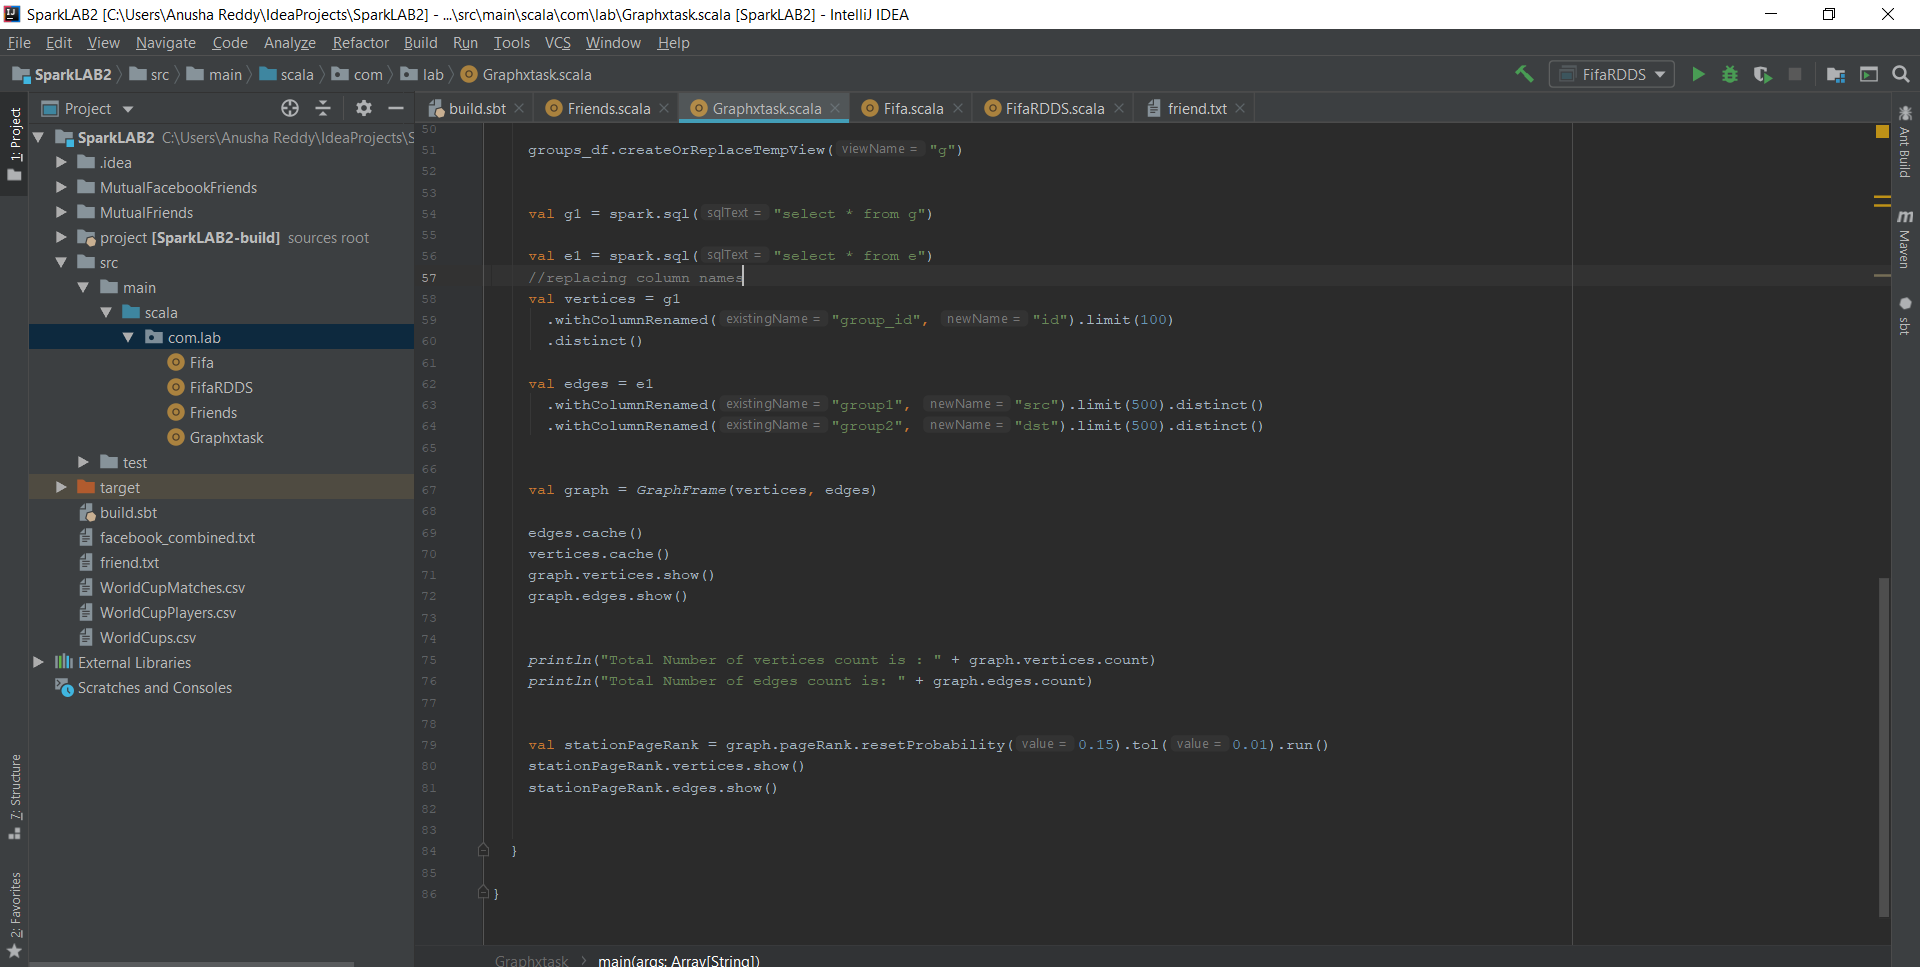 SparkLAB2 [C:\Users\Anusha Reddy\IdeaProjects\SparkLAB2] - ...\src\main\scala\com\lab\Graphxtask.scala [SparkLAB2] - IntelliJ IDEA
File Edit View Navigate Code Analyze Refactor Build Run Tools VCS Window Help
SparkLAB2 src main scala com lab Graphxtask.scala FifaRDDS
Project
build.sbt Friends.scala Graphxtask.scala Fifa.scala FifaRDDS.scala friend.txt
1: Project
7: Structure
2: Favorites
SparkLAB2 C:\Users\Anusha Reddy\IdeaProjects\S
.idea
MutualFacebookFriends
MutualFriends
project [SparkLAB2-build] sources root
src
main
scala
com.lab
Fifa
FifaRDDS
Friends
Graphxtask
test
target
build.sbt
facebook_combined.txt
friend.txt
WorldCupMatches.csv
WorldCupPlayers.csv
WorldCups.csv
External Libraries
Scratches and Consoles
50
51 groups_df.createOrReplaceTempView( viewName = "g")
52
53
54 val g1 = spark.sql( sqlText = "select * from g")
55
56 val e1 = spark.sql( sqlText = "select * from e")
57 //replacing column names
58 val vertices = g1
59 .withColumnRenamed( existingName = "group_id", newName = "id").limit(100)
60 .distinct()
61
62 val edges = e1
63 .withColumnRenamed( existingName = "group1", newName = "src").limit(500).distinct()
64 .withColumnRenamed( existingName = "group2", newName = "dst").limit(500).distinct()
65
66
67 val graph = GraphFrame(vertices, edges)
68
69 edges.cache()
70 vertices.cache()
71 graph.vertices.show()
72 graph.edges.show()
73
74
75 println("Total Number of vertices count is : " + graph.vertices.count)
76 println("Total Number of edges count is: " + graph.edges.count)
77
78
79 val stationPageRank = graph.pageRank.resetProbability( value = 0.15).tol( value = 0.01).run()
80 stationPageRank.vertices.show()
81 stationPageRank.edges.show()
82
83
84 }
85
86 }
Graphxtask main(args: Array[String])
Ant Build
Maven
sbt